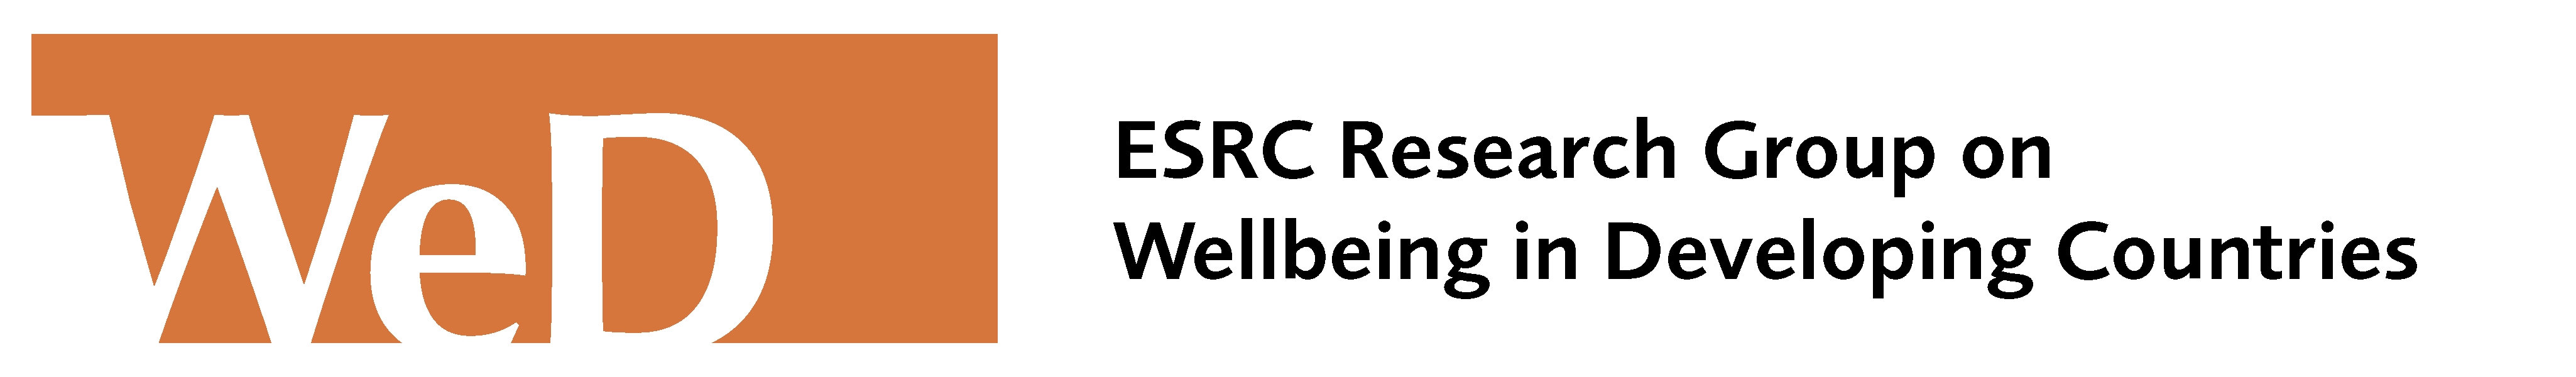 WeD
ESRC Research Group on
Wellbeing in Developing Countries